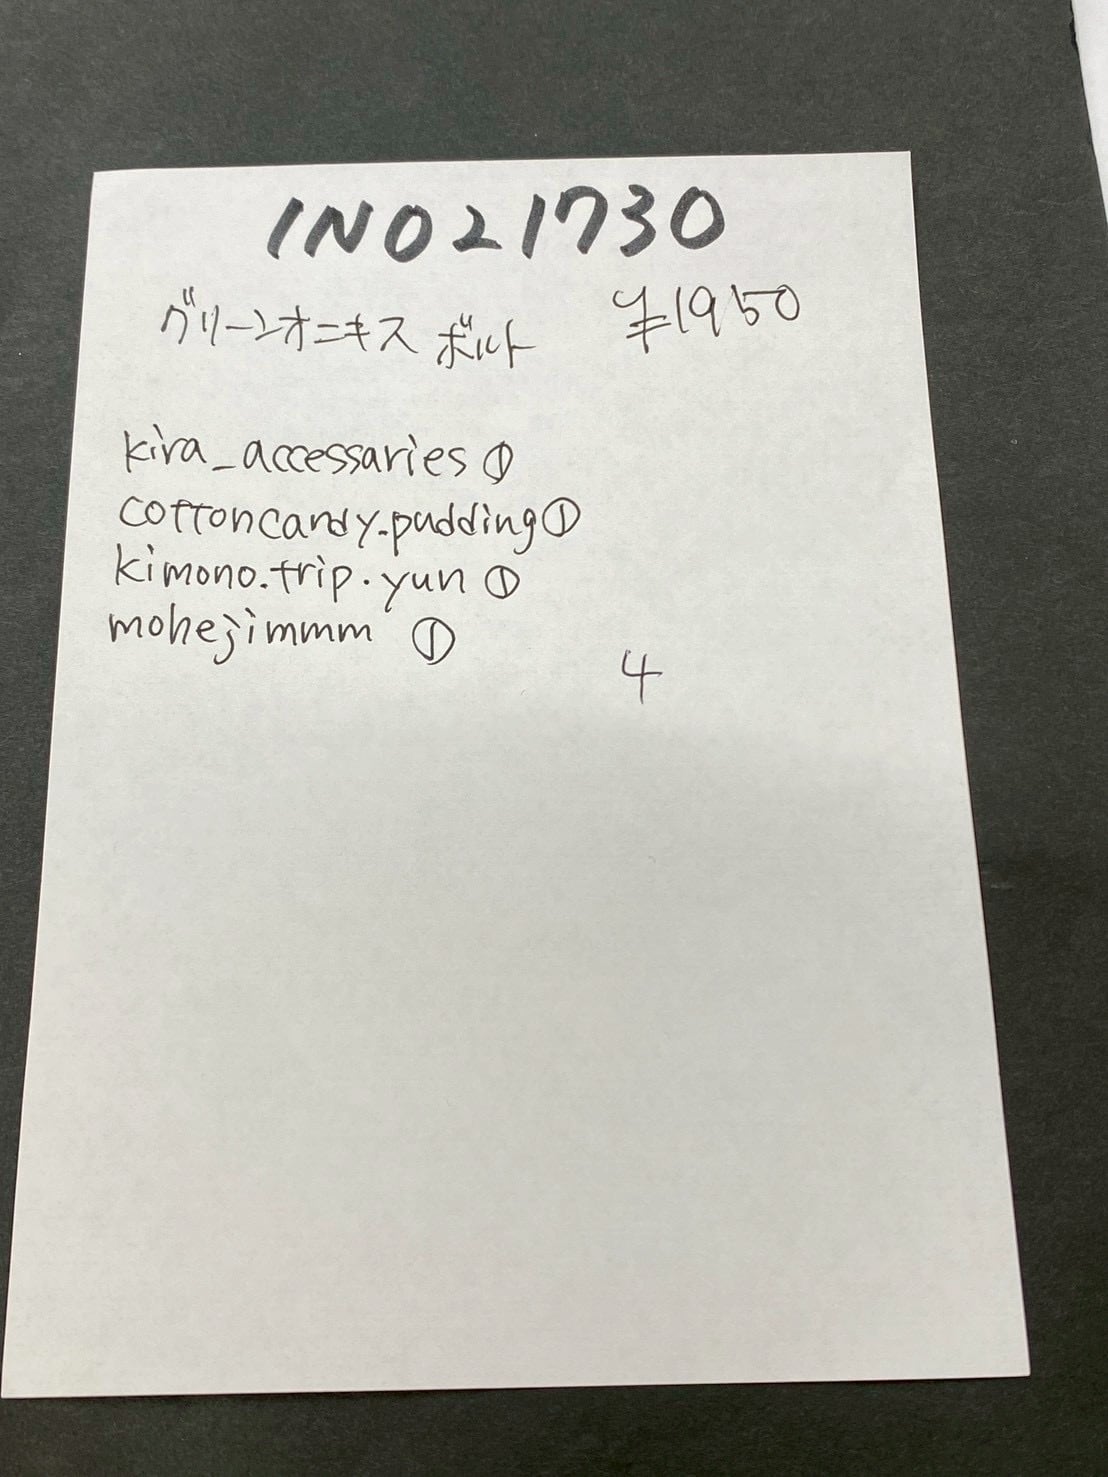 INO21730
グリーンオニキス ボルト ¥1950
kira_accessaries ①
cottoncandy.pudding ①
kimono.trip.yun ①
mohejimmm ①
4